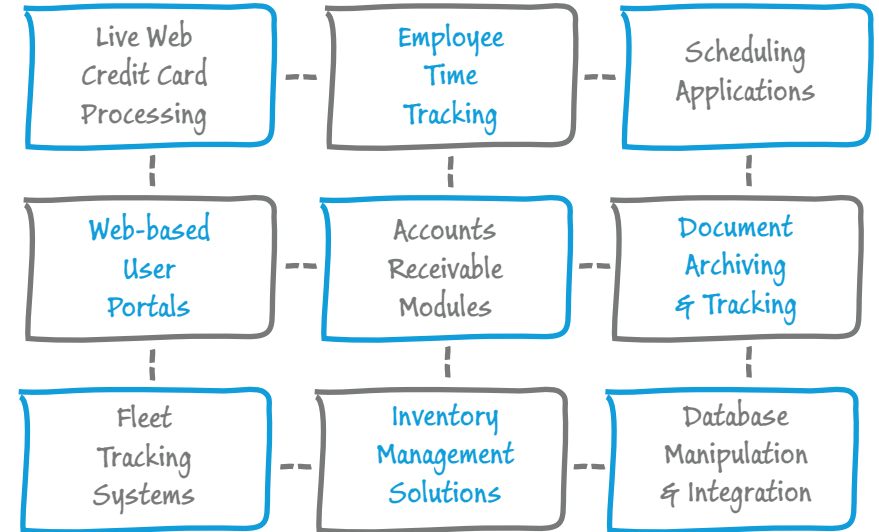 Live Web
Credit Card
Processing
Employee
Time
Tracking
Scheduling
Applications
Web-based
User
Portals
Accounts
Receivable
Modules
Document
Archiving
& Tracking
Fleet
Tracking
Systems
Inventory
Management
Solutions
Database
Manipulation
& Integration